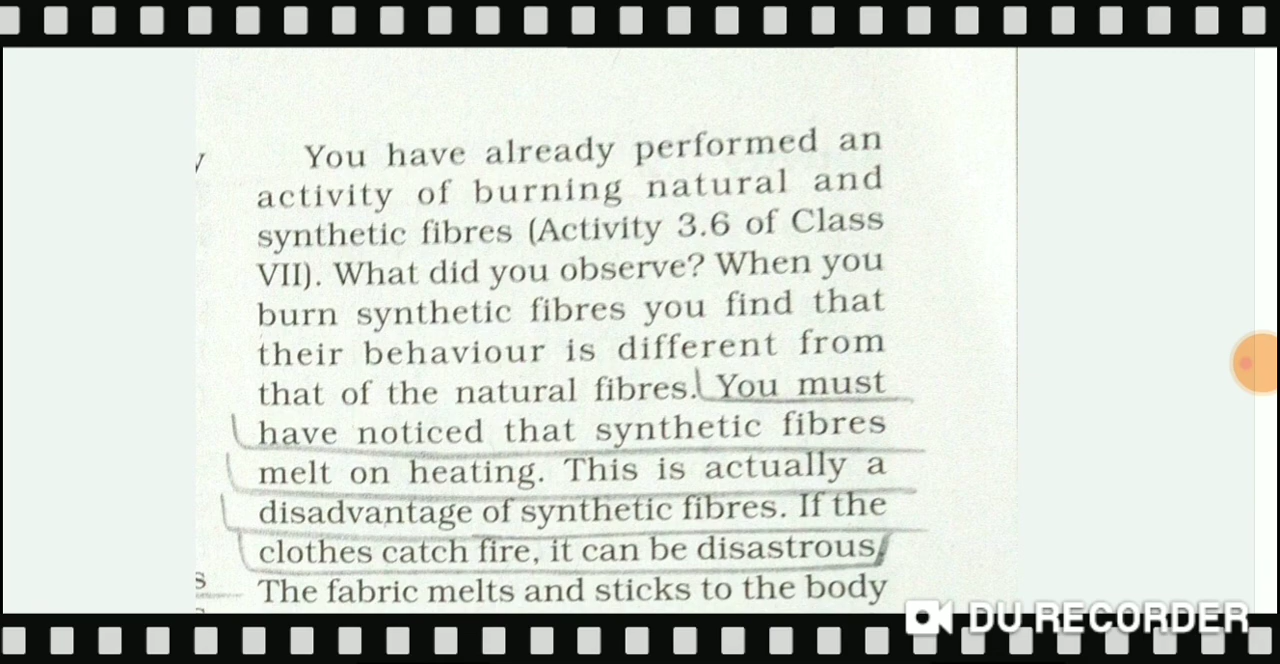 You have already performed an
activity of burning natural and
synthetic fibres (Activity 3.6 of Class
VII). What did you observe? When you
burn synthetic fibres you find that
their behaviour is different from
that of the natural fibres. You must
have noticed that synthetic fibres
melt on heating. This is actually a
disadvantage of synthetic fibres. If the
clothes catch fire, it can be disastrous.
The fabric melts and sticks to the body
DU RECORDER